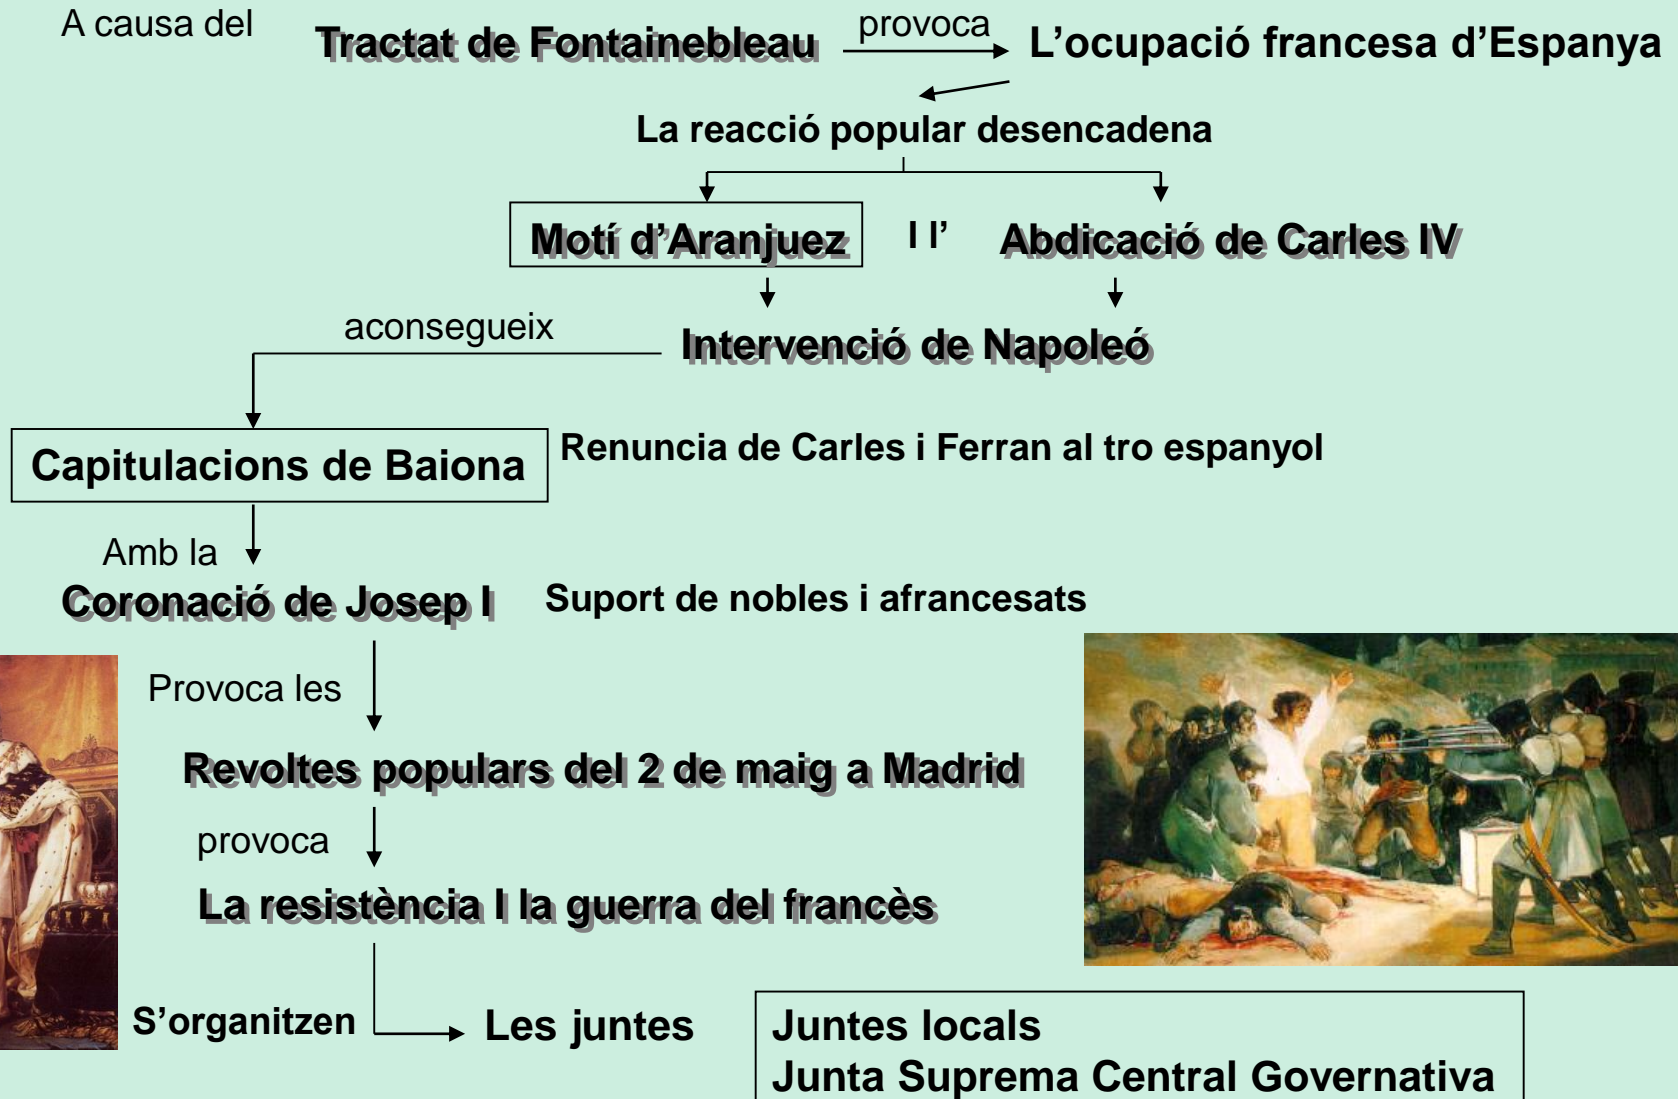 A causa del Tractat de Fontainebleau provoca L’ocupació francesa d’Espanya
La reacció popular desencadena
Motí d’Aranjuez I l’ Abdicació de Carles IV
aconsegueix Intervenció de Napoleó
Capitulacions de Baiona Renuncia de Carles i Ferran al tro espanyol
Amb la
Coronació de Josep I Suport de nobles i afrancesats
Provoca les
Revoltes populars del 2 de maig a Madrid
provoca
La resistència I la guerra del francès
S’organitzen Les juntes Juntes locals
Junta Suprema Central Governativa